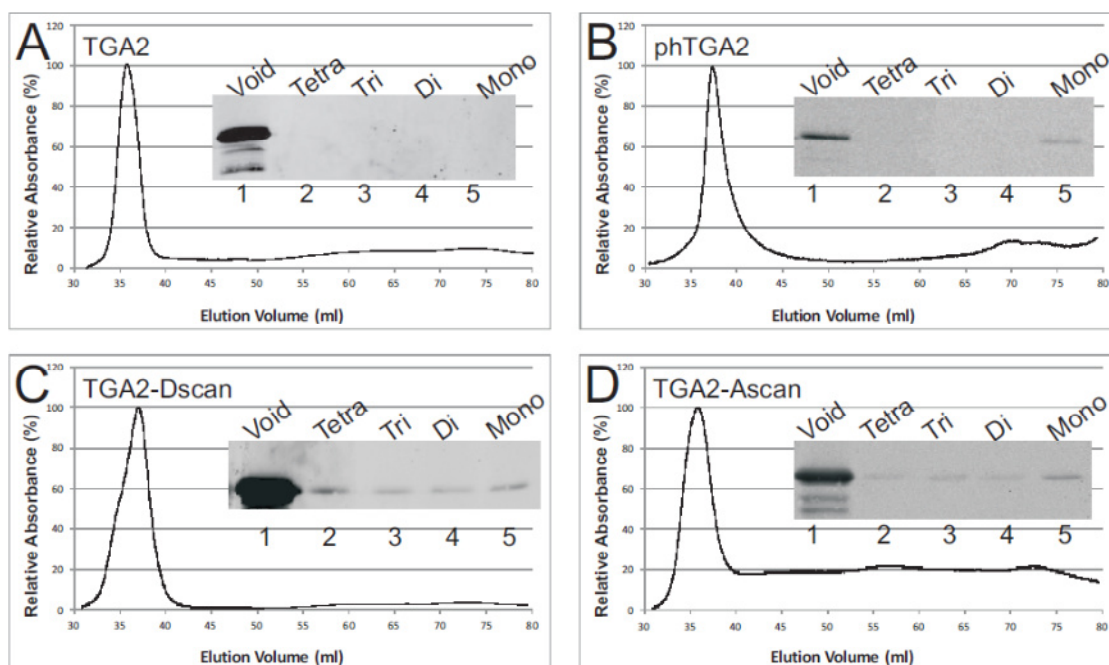 A
TGA2
Relative Absorbance (%)
120
100
80
60
40
20
0
Void Tetra Tri Di Mono
1 2 3 4 5
30 35 40 45 50 55 60 65 70 75 80
Elution Volume (ml)
B
phTGA2
Relative Absorbance (%)
120
100
80
60
40
20
0
Void Tetra Tri Di Mono
1 2 3 4 5
30 35 40 45 50 55 60 65 70 75 80
Elution Volume (ml)
C
TGA2-Dscan
Relative Absorbance (%)
120
100
80
60
40
20
0
Void Tetra Tri Di Mono
1 2 3 4 5
30 35 40 45 50 55 60 65 70 75 80
Elution Volume (ml)
D
TGA2-Ascan
Relative Absorbance (%)
120
100
80
60
40
20
0
Void Tetra Tri Di Mono
1 2 3 4 5
30 35 40 45 50 55 60 65 70 75 80
Elution Volume (ml)